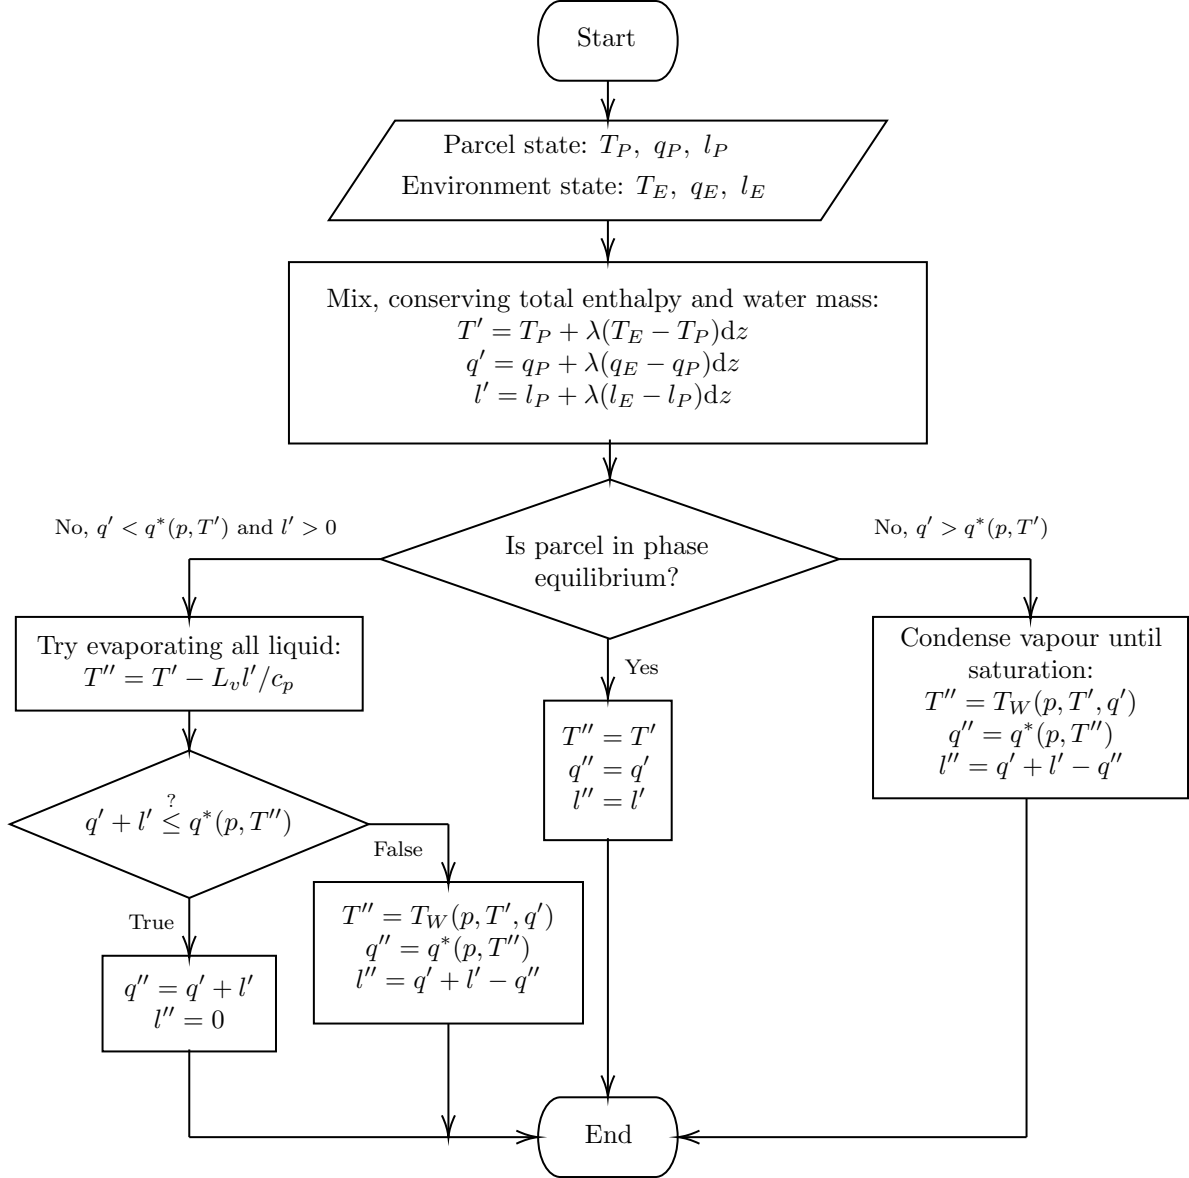 Start
Parcel state: T_P, q_P, l_P
Environment state: T_E, q_E, l_E
Mix, conserving total enthalpy and water mass:
T′ = T_P + λ(T_E − T_P)dz
q′ = q_P + λ(q_E − q_P)dz
l′ = l_P + λ(l_E − l_P)dz
No, q′ < q*(p, T′) and l′ > 0
No, q′ > q*(p, T′)
Is parcel in phase
equilibrium?
Try evaporating all liquid:
T″ = T′ − L_v l′/c_p
Yes
Condense vapour until
saturation:
T″ = T_W(p, T′, q′)
q″ = q*(p, T″)
l″ = q′ + l′ − q″
T″ = T′
q″ = q′
l″ = l′
?
q′ + l′ ≤ q*(p, T″)
False
True
T″ = T_W(p, T′, q′)
q″ = q*(p, T″)
l″ = q′ + l′ − q″
q″ = q′ + l′
l″ = 0
End